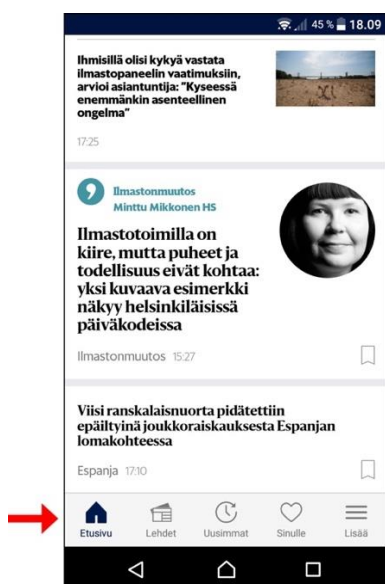 45 % 18.09
Ihmisillä olisi kykyä vastata
ilmastopaneelin vaatimuksiin,
arvioi asiantuntija: "Kyseessä
enemmänkin asenteellinen
ongelma"
17:25
Ilmastonmuutos
Minttu Mikkonen HS
Ilmastotoimilla on
kiire, mutta puheet ja
todellisuus eivät kohtaa:
yksi kuvaava esimerkki
näkyy helsinkiläisissä
päiväkodeissa
Ilmastonmuutos 15:27
Viisi ranskalaisnuorta pidätettiin
epäiltyinä joukkoraiskauksesta Espanjan
lomakohteessa
Espanja 17:10
Etusivu Lehdet Uusimmat Sinulle Lisää